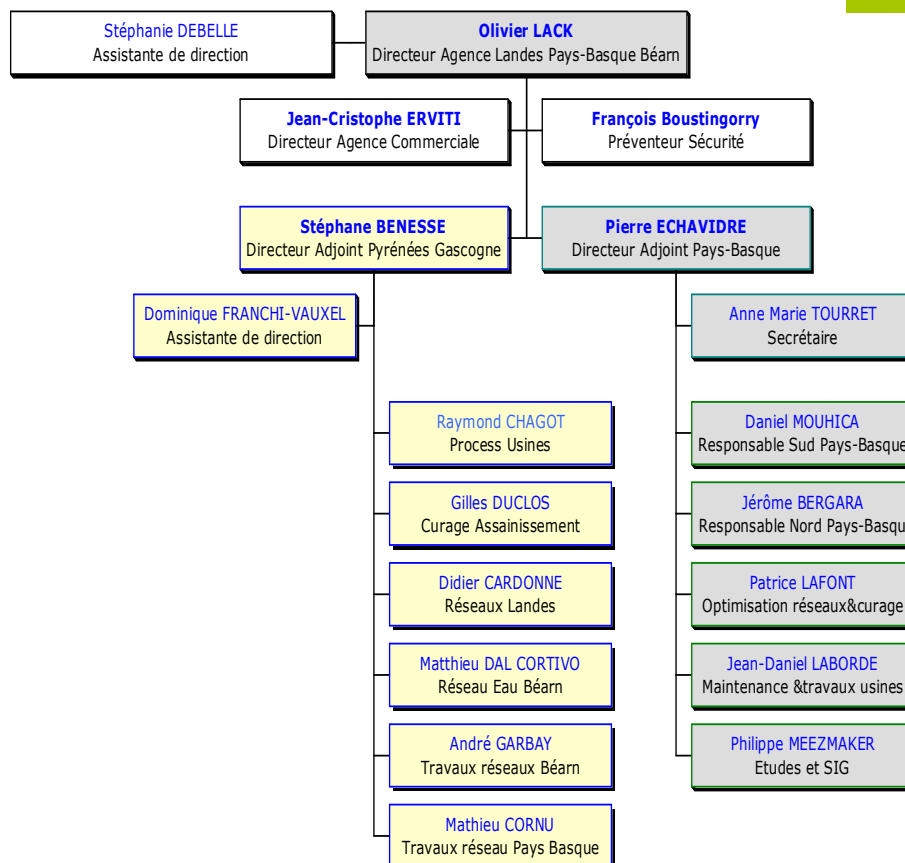 Stéphanie DEBELLE
Assistante de direction
Olivier LACK
Directeur Agence Landes Pays-Basque Béarn
Jean-Cristophe ERVITI
Directeur Agence Commerciale
François Boustingorry
Préventeur Sécurité
Stéphane BENESSE
Directeur Adjoint Pyrénées Gascogne
Pierre ECHAVIDRE
Directeur Adjoint Pays-Basque
Dominique FRANCHI-VAUXEL
Assistante de direction
Anne Marie TOURRET
Secrétaire
Raymond CHAGOT
Process Usines
Daniel MOUHICA
Responsable Sud Pays-Basque
Gilles DUCLOS
Curage Assainissement
Jérôme BERGARA
Responsable Nord Pays-Basqu
Didier CARDONNE
Réseaux Landes
Patrice LAFONT
Optimisation réseaux&curage
Matthieu DAL CORTIVO
Réseau Eau Béarn
Jean-Daniel LABORDE
Maintenance &travaux usines
André GARBAY
Travaux réseaux Béarn
Philippe MEEZMAKER
Etudes et SIG
Mathieu CORNU
Travaux réseau Pays Basque